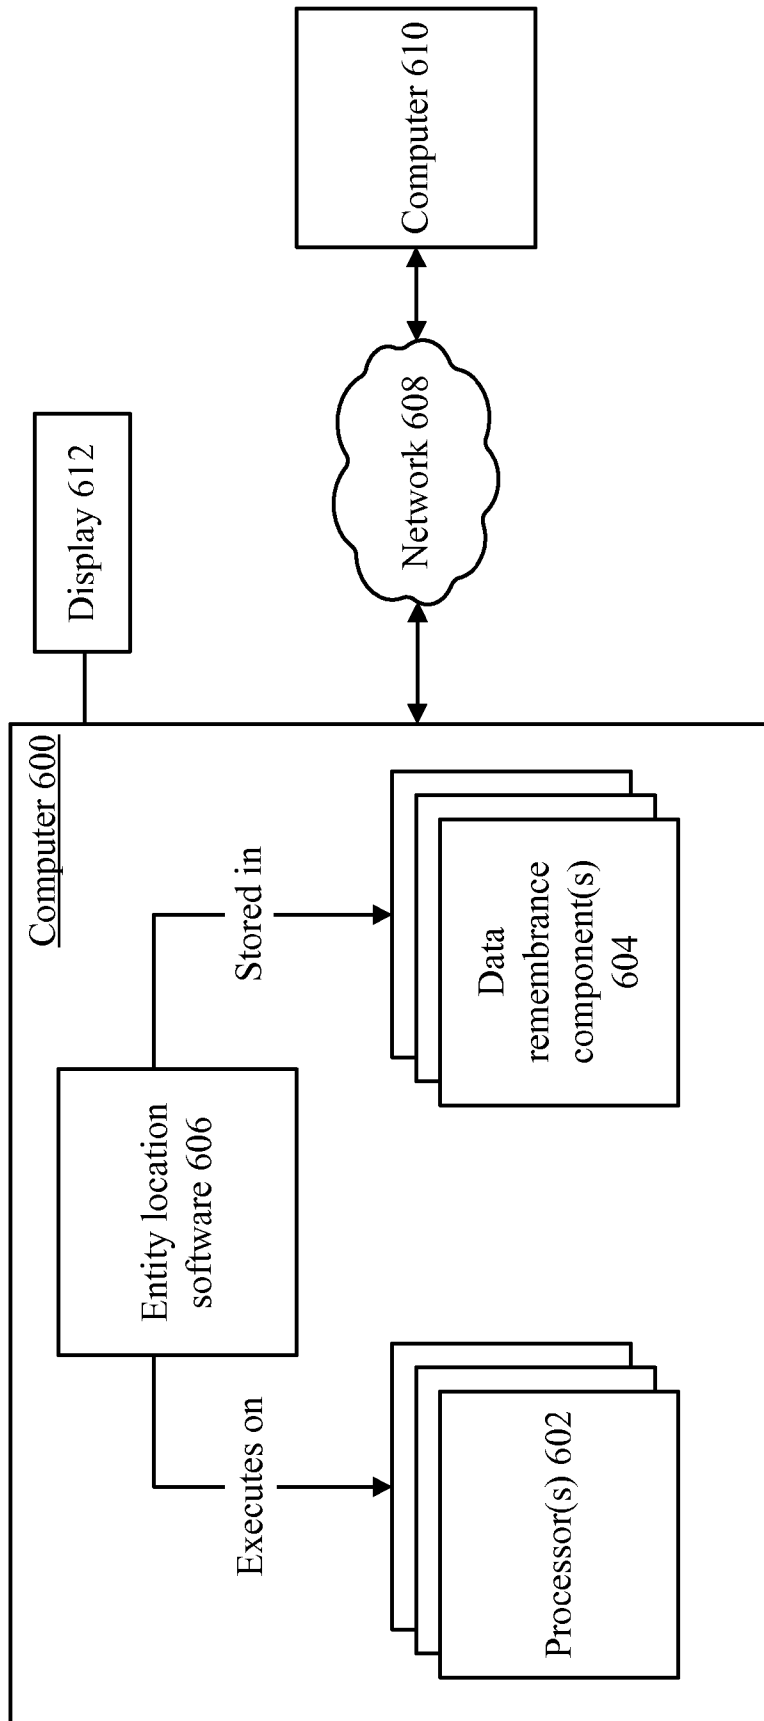 Computer 600
Display 612
Entity location
software 606
Executes on
Stored in
Processor(s) 602
Data
remembrance
component(s)
604
Network 608
Computer 610